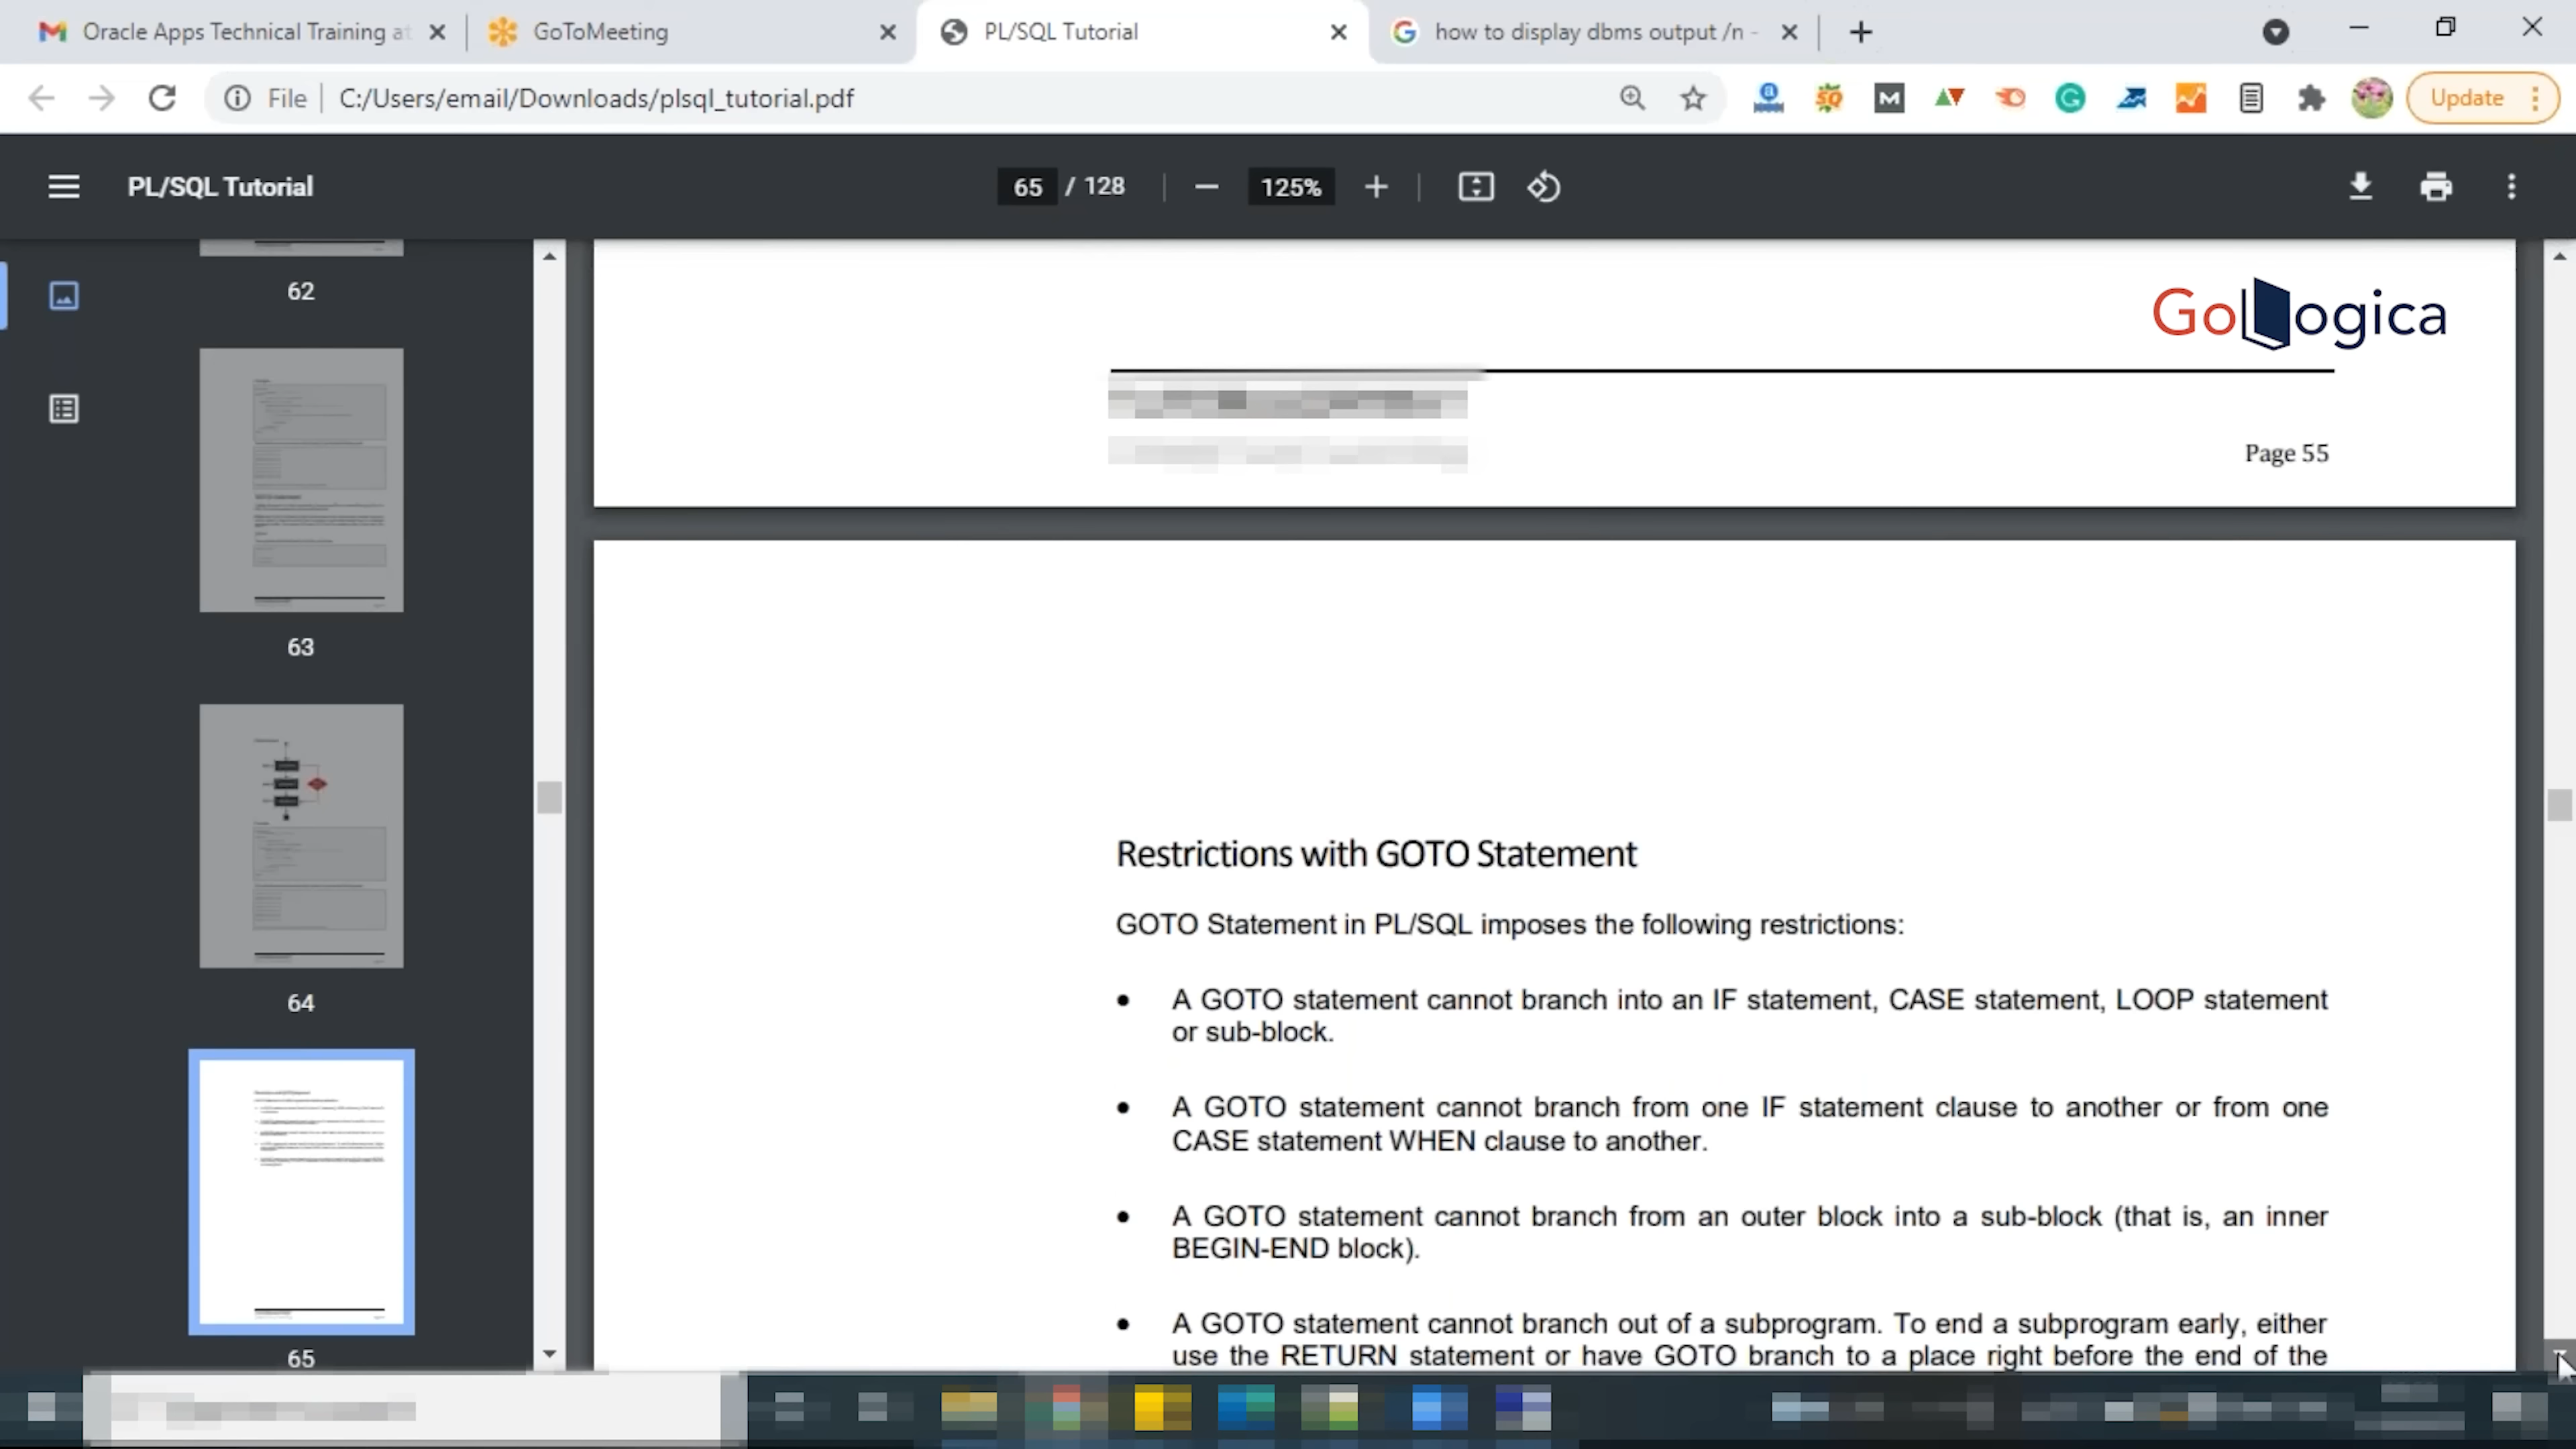 Oracle Apps Technical Training at
GoToMeeting
PL/SQL Tutorial
how to display dbms output /n -
File
C:/Users/email/Downloads/plsql_tutorial.pdf
Update
PL/SQL Tutorial
65 / 128
125%
62
63
64
65
GoLogica
Page 55
Restrictions with GOTO Statement
GOTO Statement in PL/SQL imposes the following restrictions:
• A GOTO statement cannot branch into an IF statement, CASE statement, LOOP statement
or sub-block.
• A GOTO statement cannot branch from one IF statement clause to another or from one
CASE statement WHEN clause to another.
• A GOTO statement cannot branch from an outer block into a sub-block (that is, an inner
BEGIN-END block).
• A GOTO statement cannot branch out of a subprogram. To end a subprogram early, either
use the RETURN statement or have GOTO branch to a place right before the end of the